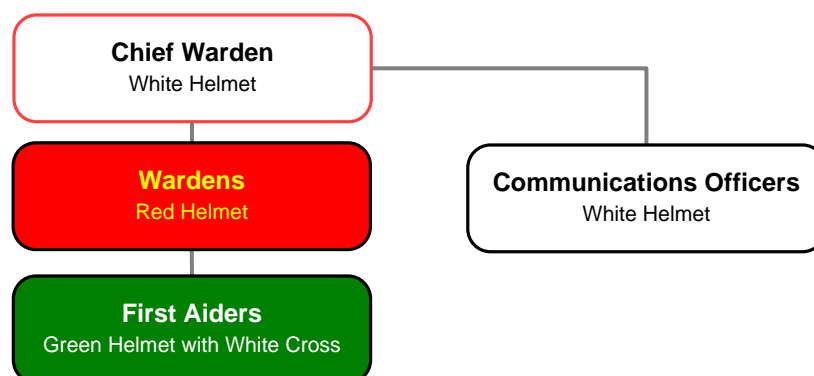 Chief Warden
White Helmet
Wardens
Red Helmet
Communications Officers
White Helmet
First Aiders
Green Helmet with White Cross